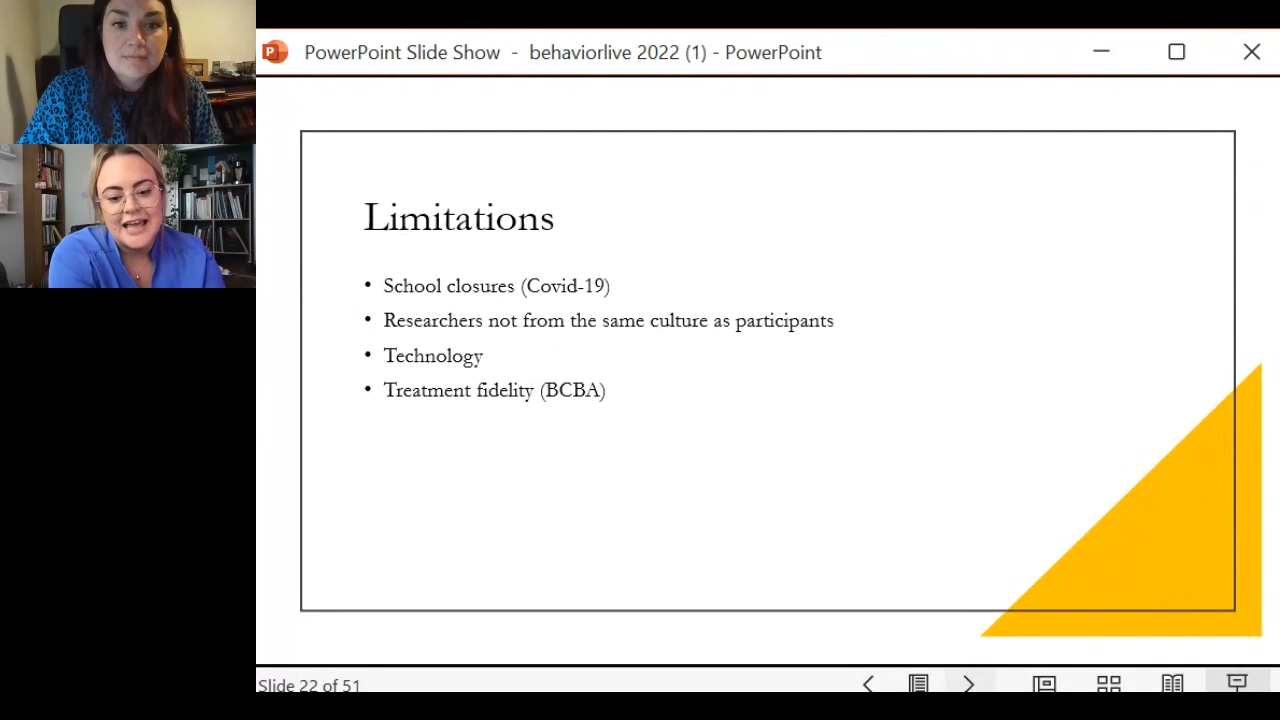 PowerPoint Slide Show - behaviorlive 2022 (1) - PowerPoint
Limitations
• School closures (Covid-19)
• Researchers not from the same culture as participants
• Technology
• Treatment fidelity (BCBA)
Slide 22 of 51